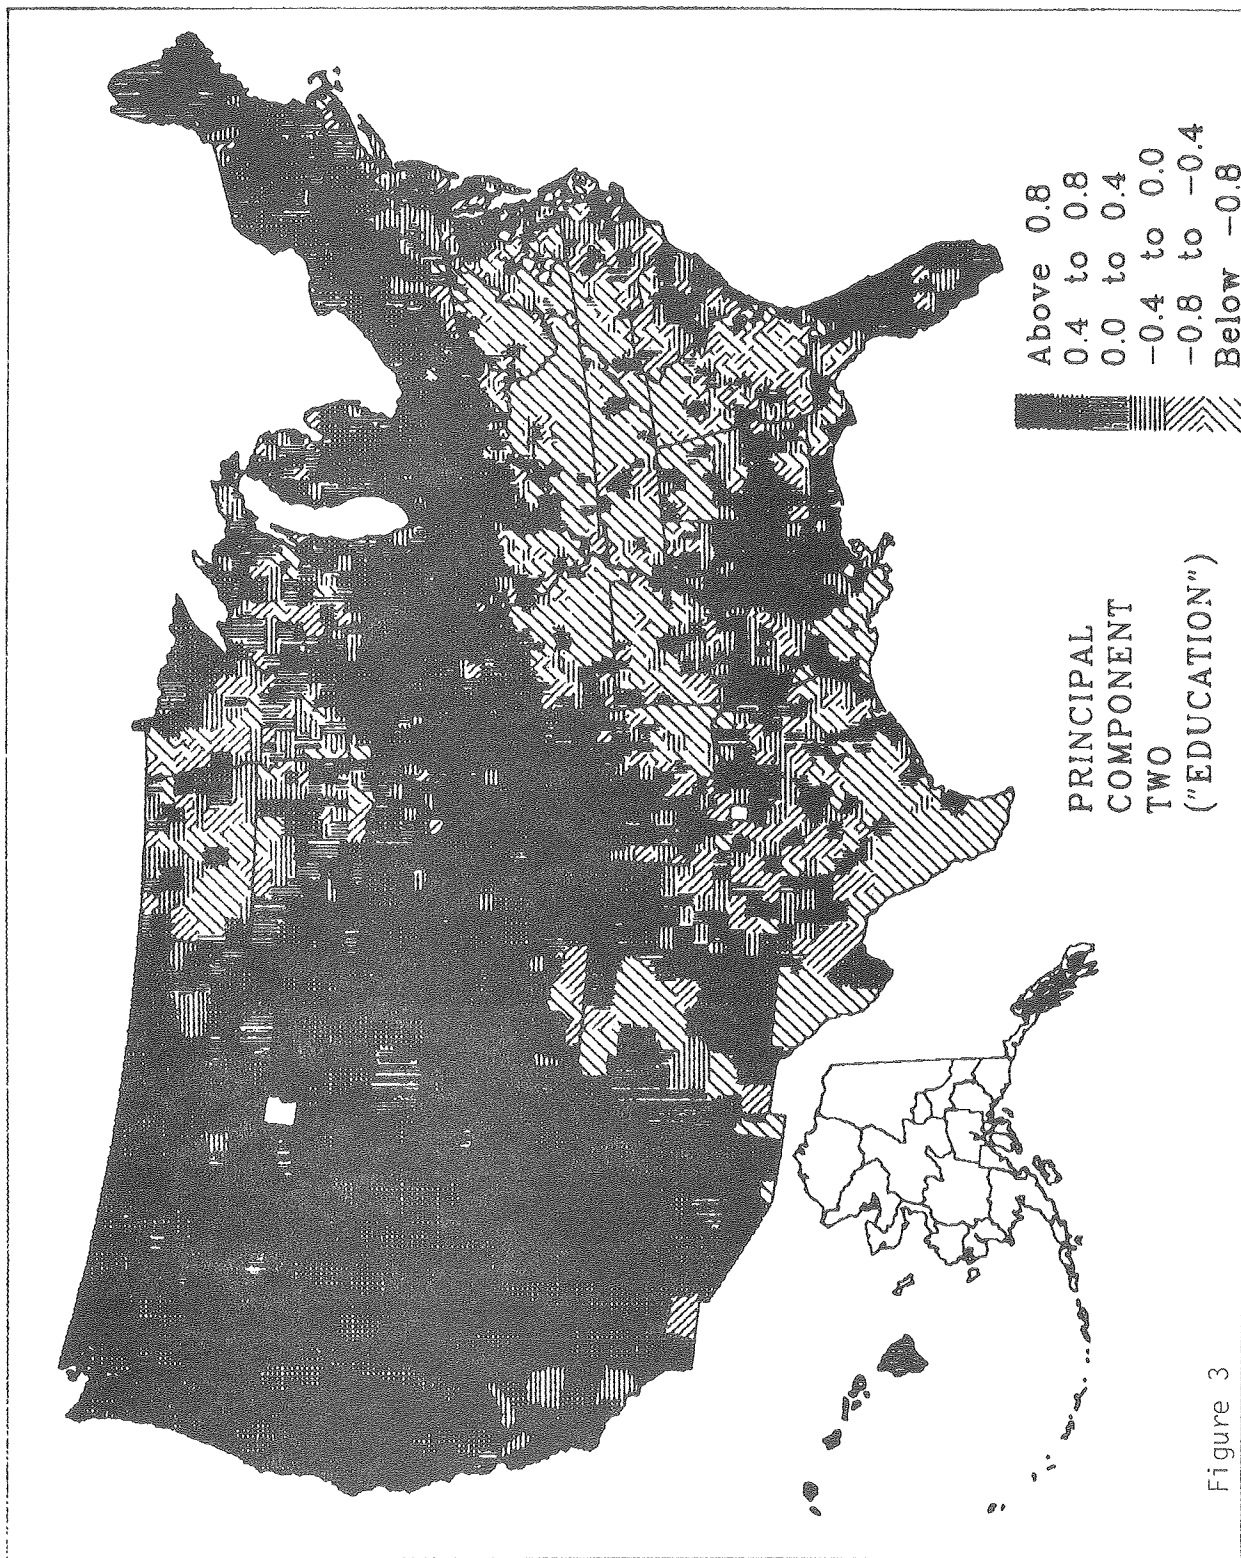 PRINCIPAL
COMPONENT
TWO
("EDUCATION")
Above 0.8
0.4 to 0.8
0.0 to 0.4
-0.4 to 0.0
-0.8 to -0.4
Below -0.8
Figure 3